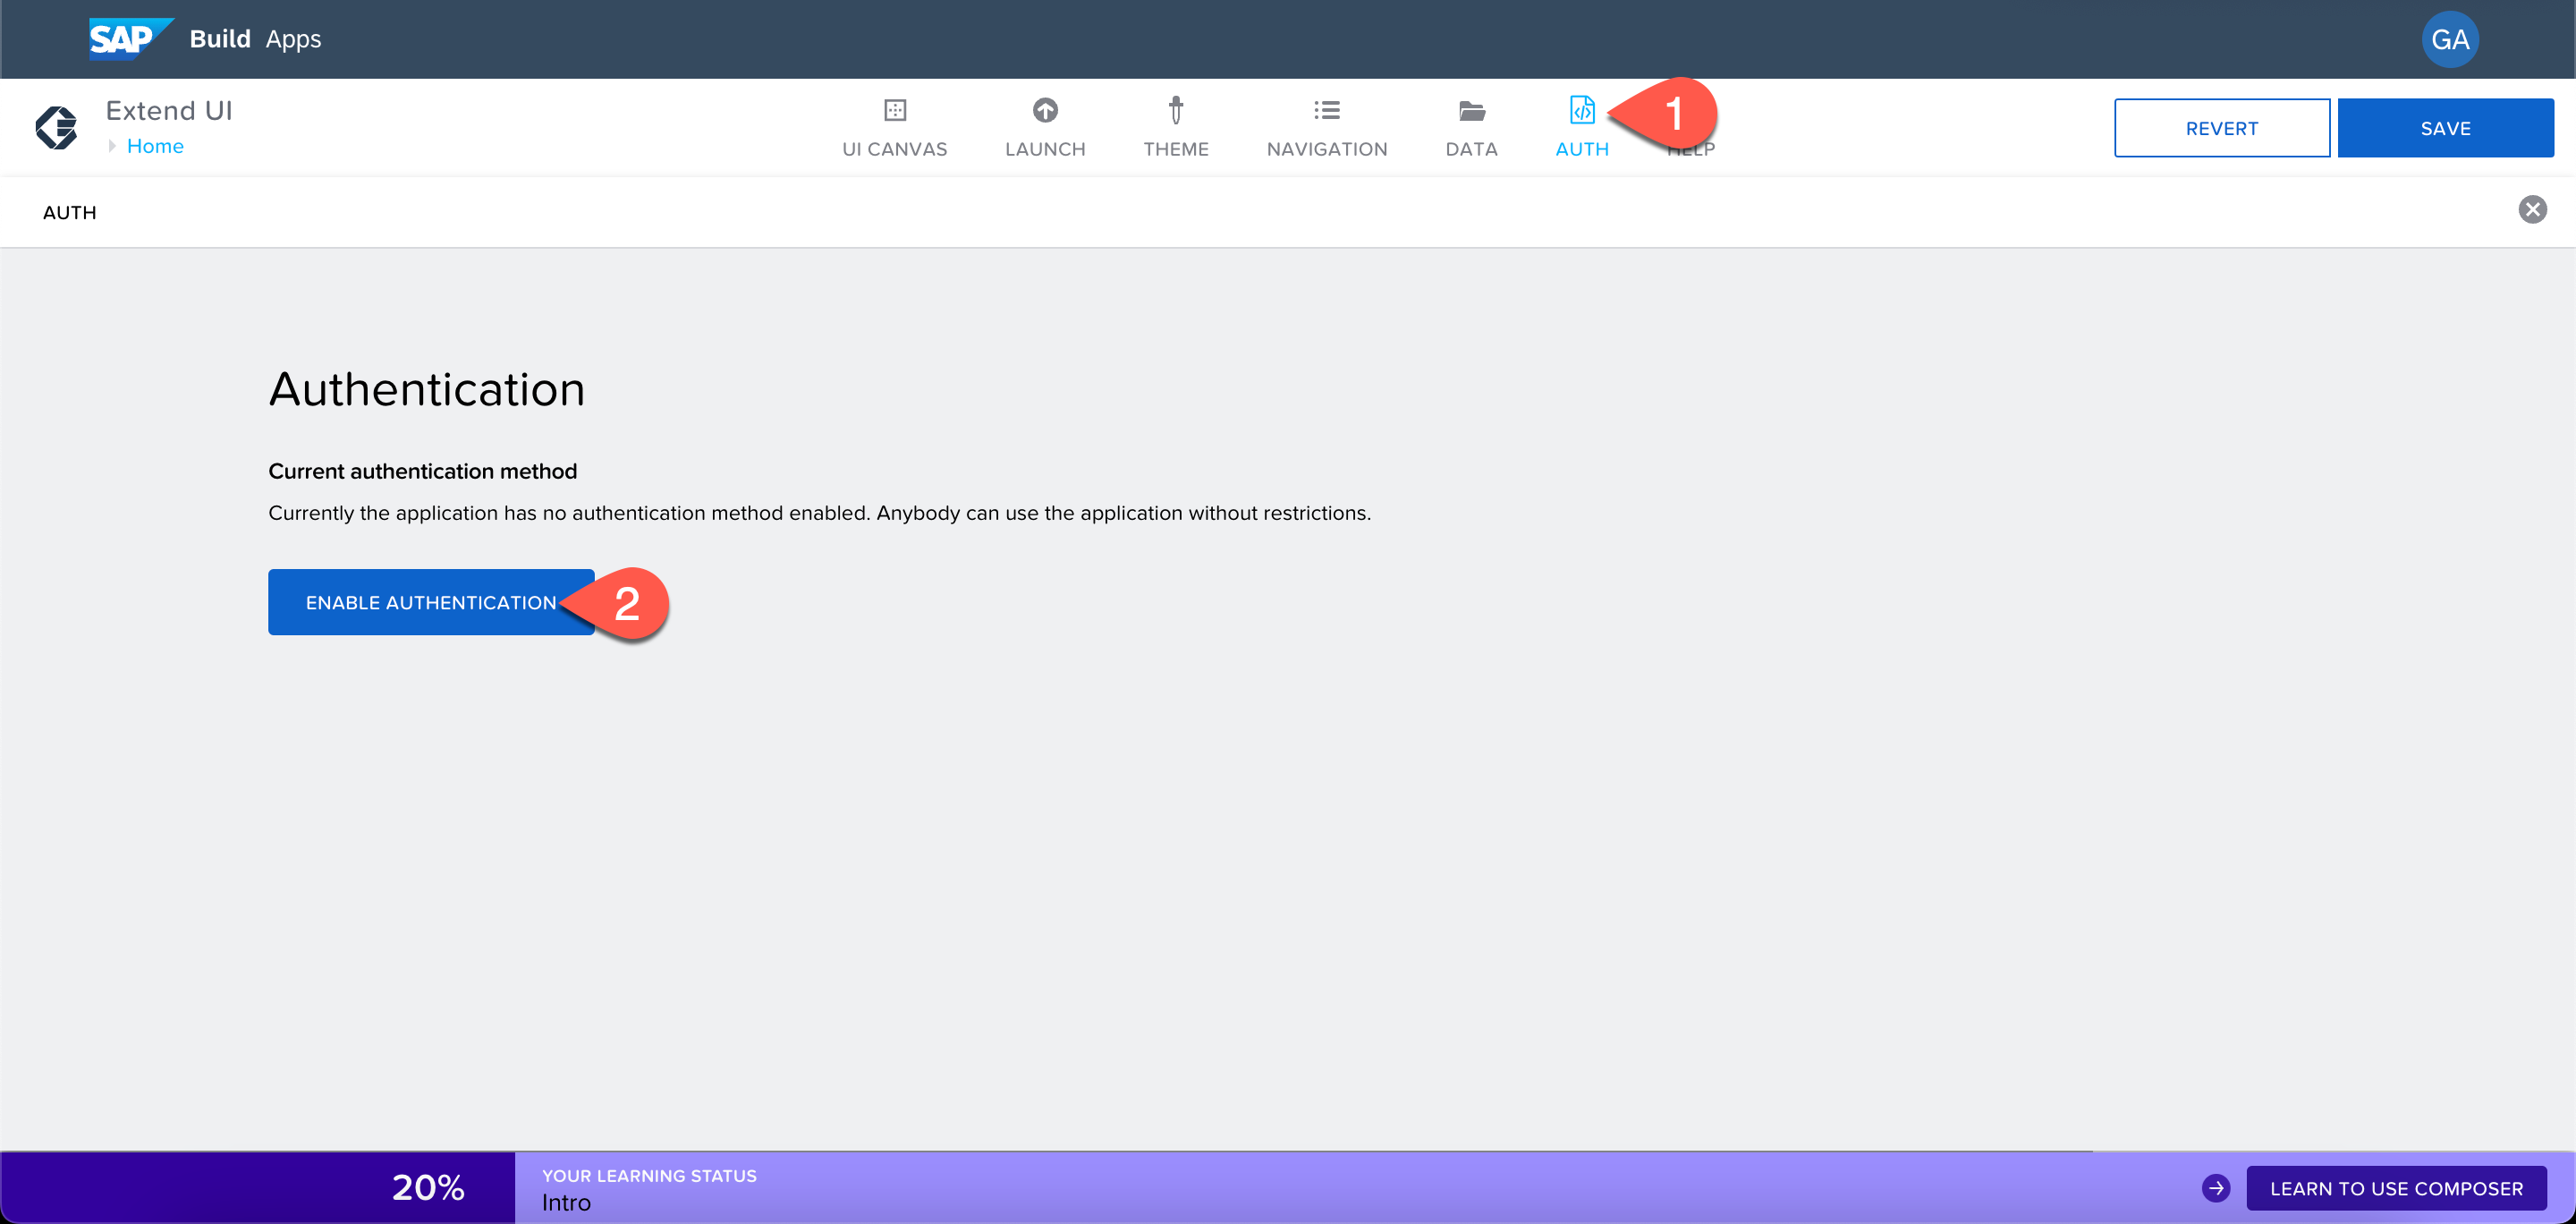 SAP Build Apps
GA
Extend UI
Home
UI CANVAS
LAUNCH
THEME
NAVIGATION
DATA
AUTH
HELP
1
REVERT
SAVE
AUTH
Authentication
Current authentication method
Currently the application has no authentication method enabled. Anybody can use the application without restrictions.
ENABLE AUTHENTICATION
2
20%
YOUR LEARNING STATUS
Intro
LEARN TO USE COMPOSER